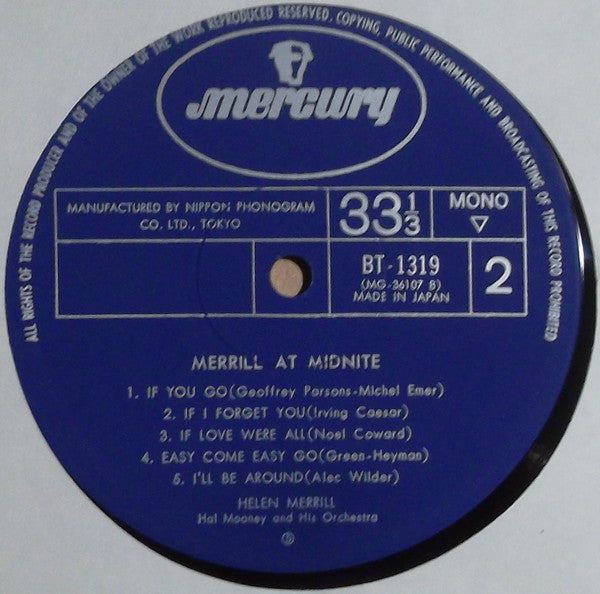 ALL RIGHTS OF THE RECORD PRODUCER AND OF THE OWNER OF THE WORK REPRODUCED RESERVED. COPYING, PUBLIC PERFORMANCE AND BROADCASTING OF THIS RECORD PROHIBITED
mercury
MANUFACTURED BY NIPPON PHONOGRAM
CO. LTD., TOKYO
33 1/3
MONO
▽
BT-1319
(MG-36107 B)
MADE IN JAPAN
2
MERRILL AT MIDNITE
1. IF YOU GO(Geoffrey Parsons-Michel Emer)
2. IF I FORGET YOU(Irving Caesar)
3. IF LOVE WERE ALL(Noel Coward)
4. EASY COME EASY GO(Green-Heyman)
5. I'LL BE AROUND(Alec Wilder)
HELEN MERRILL
Hal Mooney and His Orchestra